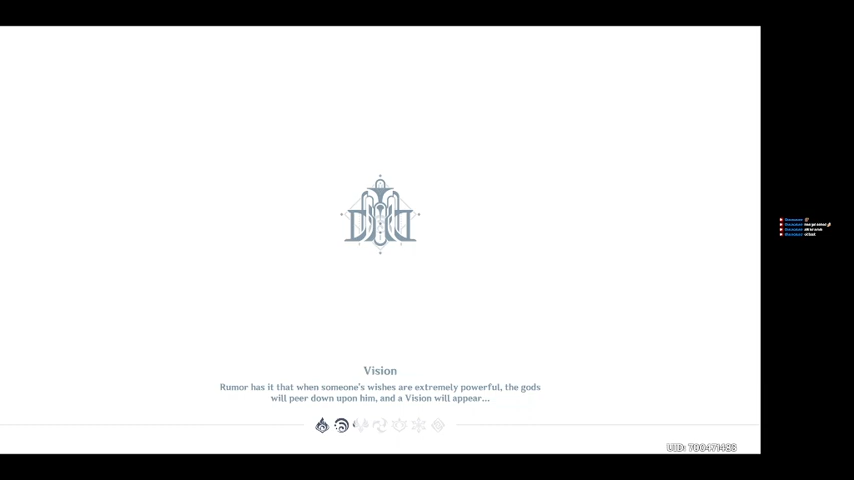 Vision
Rumor has it that when someone's wishes are extremely powerful, the gods
will peer down upon him, and a Vision will appear...